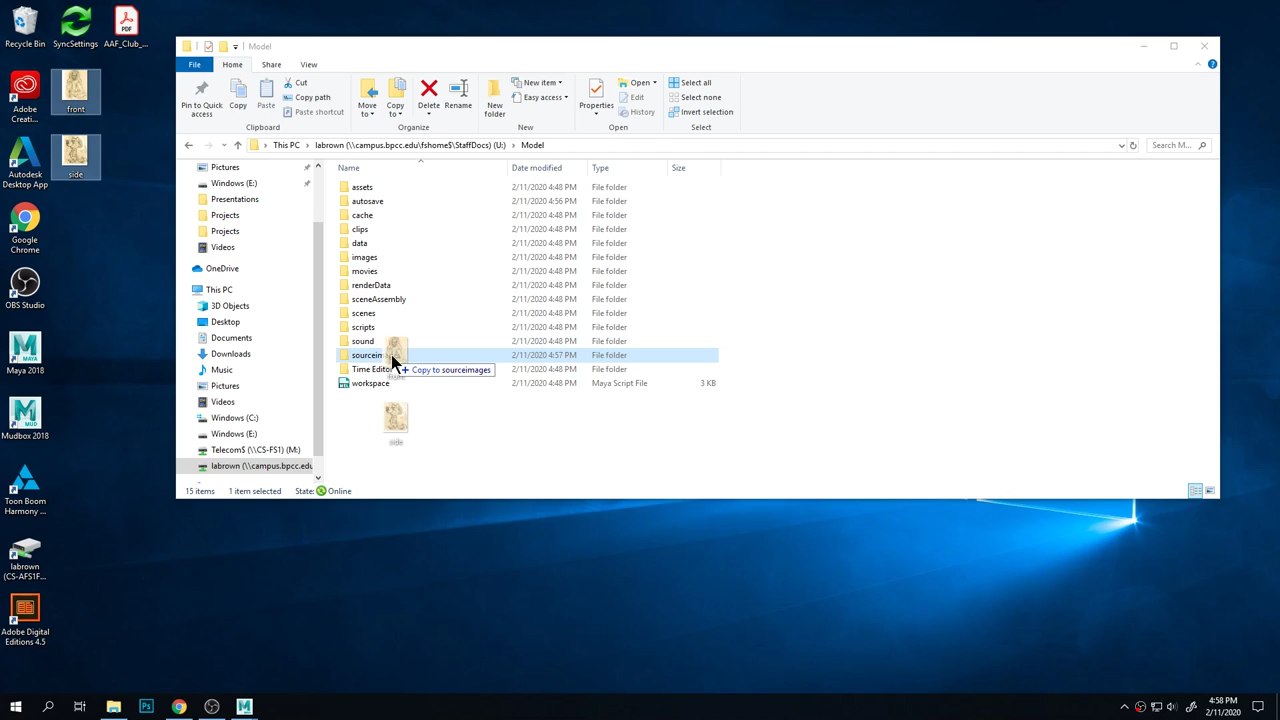 Recycle Bin
SyncSettings
AAF_Club_...
Adobe Creati...
front
side
Autodesk Desktop App
Google Chrome
OBS Studio
Maya 2018
Mudbox 2018
Toon Boom Harmony ...
labrown (CS-AFS1F...
Adobe Digital Editions 4.5
Model
File Home Share View
Pin to Quick access
Copy
Paste
Cut
Copy path
Paste shortcut
Clipboard
Move to
Copy to
Delete
Rename
Organize
New folder
New item
Easy access
New
Properties
Open
Edit
History
Open
Select all
Select none
Invert selection
Select
This PC > labrown (\\campus.bpcc.edu\fshome$\StaffDocs) (U:) > Model
Search M...
Pictures
Windows (E:)
Presentations
Projects
Projects
Videos
OneDrive
This PC
3D Objects
Desktop
Documents
Downloads
Music
Pictures
Videos
Windows (C:)
Windows (E:)
Telecom$ (\\CS-FS1) (M:)
labrown (\\campus.bpcc.edu
Name Date modified Type Size
assets 2/11/2020 4:48 PM File folder
autosave 2/11/2020 4:56 PM File folder
cache 2/11/2020 4:48 PM File folder
clips 2/11/2020 4:48 PM File folder
data 2/11/2020 4:48 PM File folder
images 2/11/2020 4:48 PM File folder
movies 2/11/2020 4:48 PM File folder
renderData 2/11/2020 4:48 PM File folder
sceneAssembly 2/11/2020 4:48 PM File folder
scenes 2/11/2020 4:48 PM File folder
scripts 2/11/2020 4:48 PM File folder
sound 2/11/2020 4:48 PM File folder
sourceim 2/11/2020 4:57 PM File folder
Time Editor 2/11/2020 4:48 PM File folder
workspace 2/11/2020 4:48 PM Maya Script File 3 KB
+ Copy to sourceimages
side
15 items 1 item selected State: Online
Ps
4:58 PM
2/11/2020